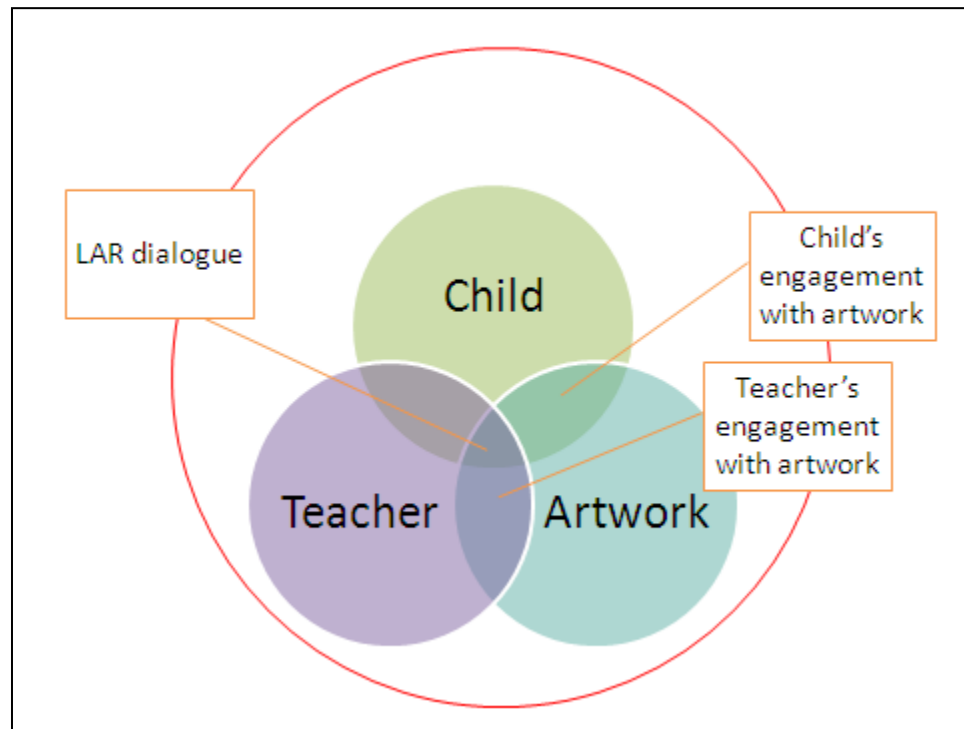 LAR dialogue
Child
Child’s
engagement
with artwork
Teacher’s
engagement
with artwork
Teacher
Artwork